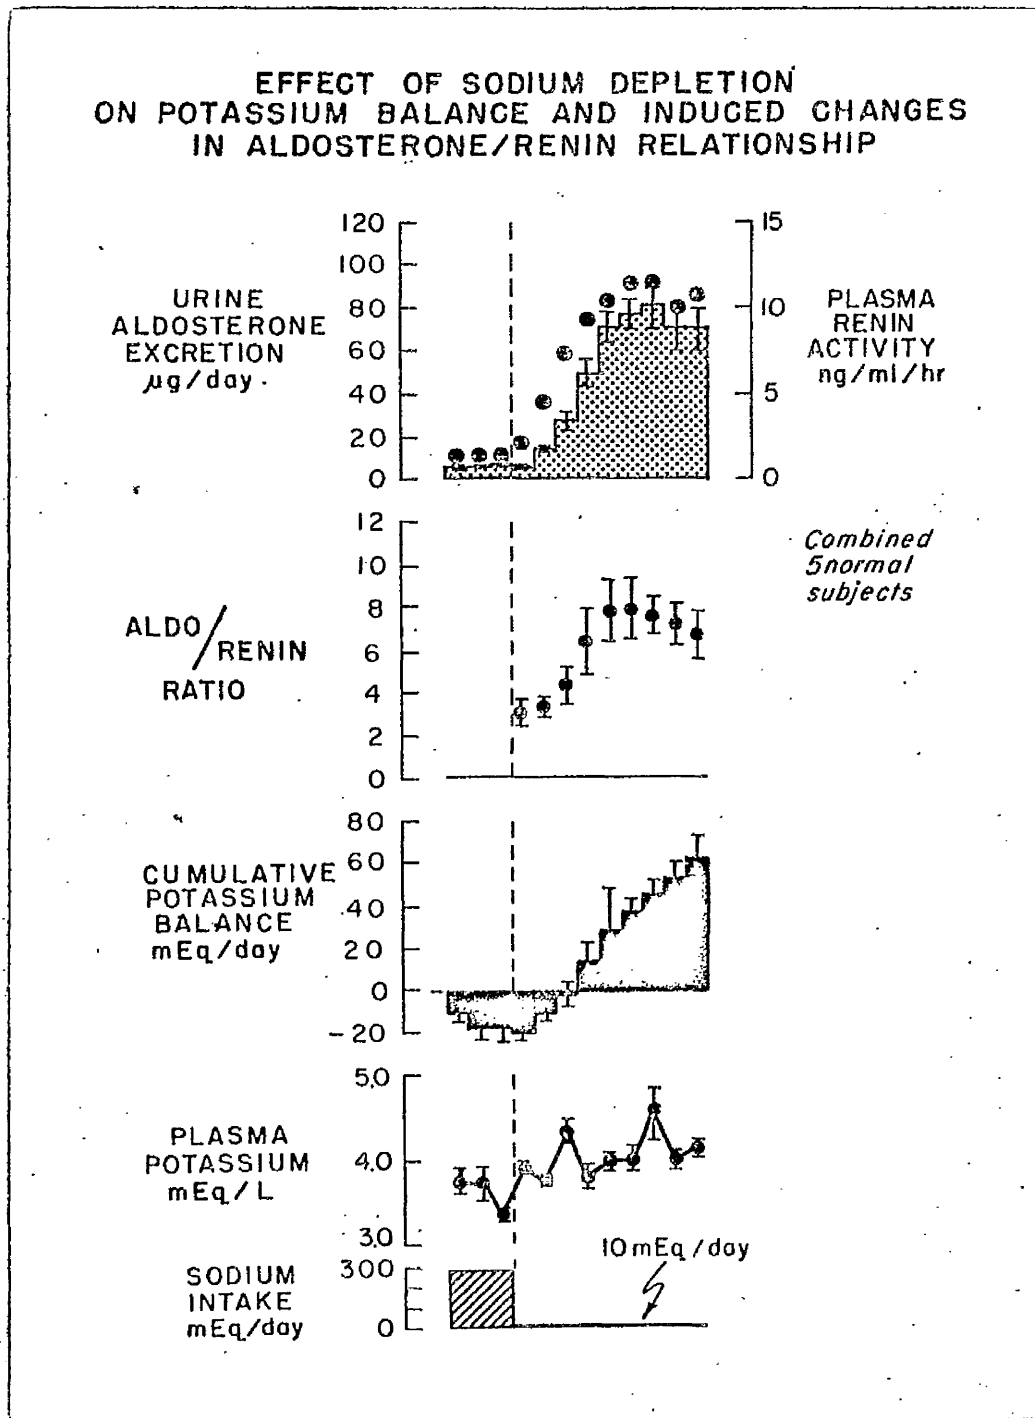 EFFECT OF SODIUM DEPLETION
ON POTASSIUM BALANCE AND INDUCED CHANGES
IN ALDOSTERONE/RENIN RELATIONSHIP
120
100
80
60
40
20
0
URINE
ALDOSTERONE
EXCRETION
µg/day.
15
10
5
0
PLASMA
RENIN
ACTIVITY
ng/ml/hr
12
10
8
6
4
2
0
ALDO/RENIN
RATIO
Combined
5normal
subjects
80
60
40
20
0
-20
CUMULATIVE
POTASSIUM
BALANCE
mEq/day
5.0
4.0
3.0
PLASMA
POTASSIUM
mEq/L
10mEq/day
300
0
SODIUM
INTAKE
mEq/day